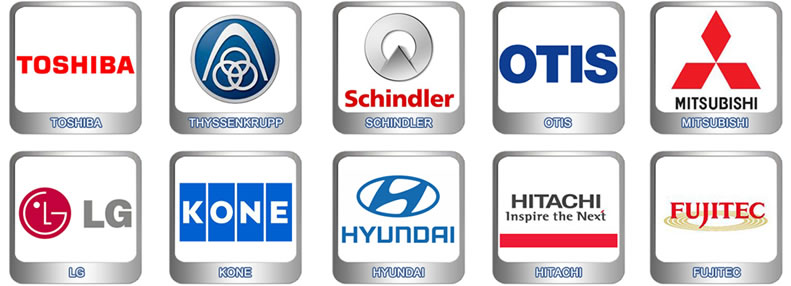 TOSHIBA
TOSHIBA
THYSSENKRUPP
Schindler
SCHINDLER
OTIS
OTIS
MITSUBISHI
MITSUBISHI
LG
LG
KONE
KONE
HYUNDAI
HYUNDAI
HITACHI
Inspire the Next
HITACHI
FUJITEC
FUJITEC